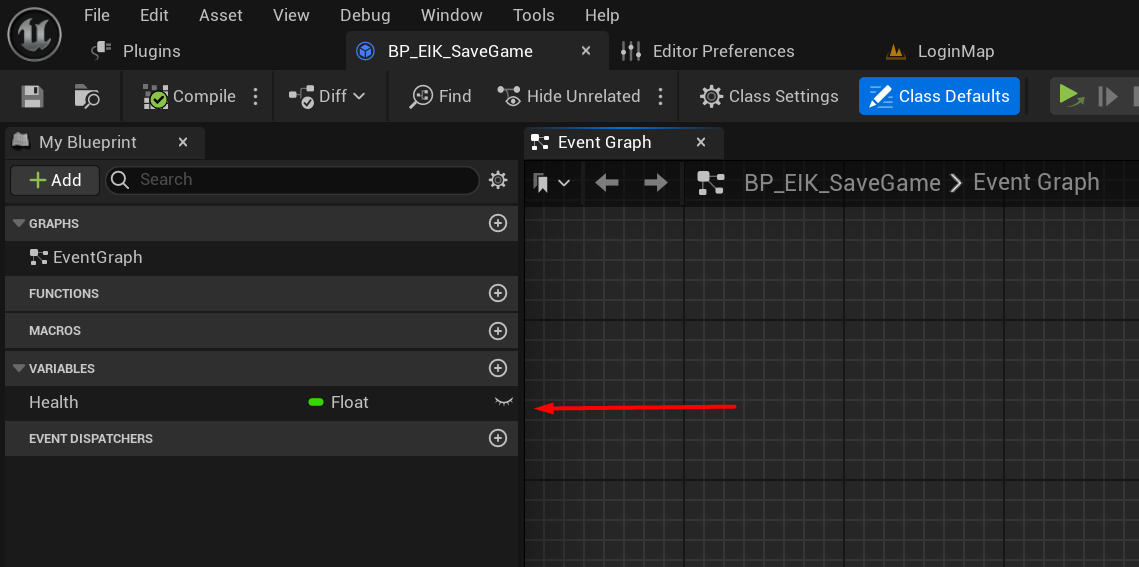 File Edit Asset View Debug Window Tools Help
Plugins BP_EIK_SaveGame Editor Preferences LoginMap
Compile Diff Find Hide Unrelated Class Settings Class Defaults
My Blueprint
Event Graph
Add Search
BP_EIK_SaveGame Event Graph
GRAPHS
EventGraph
FUNCTIONS
MACROS
VARIABLES
Health Float
EVENT DISPATCHERS